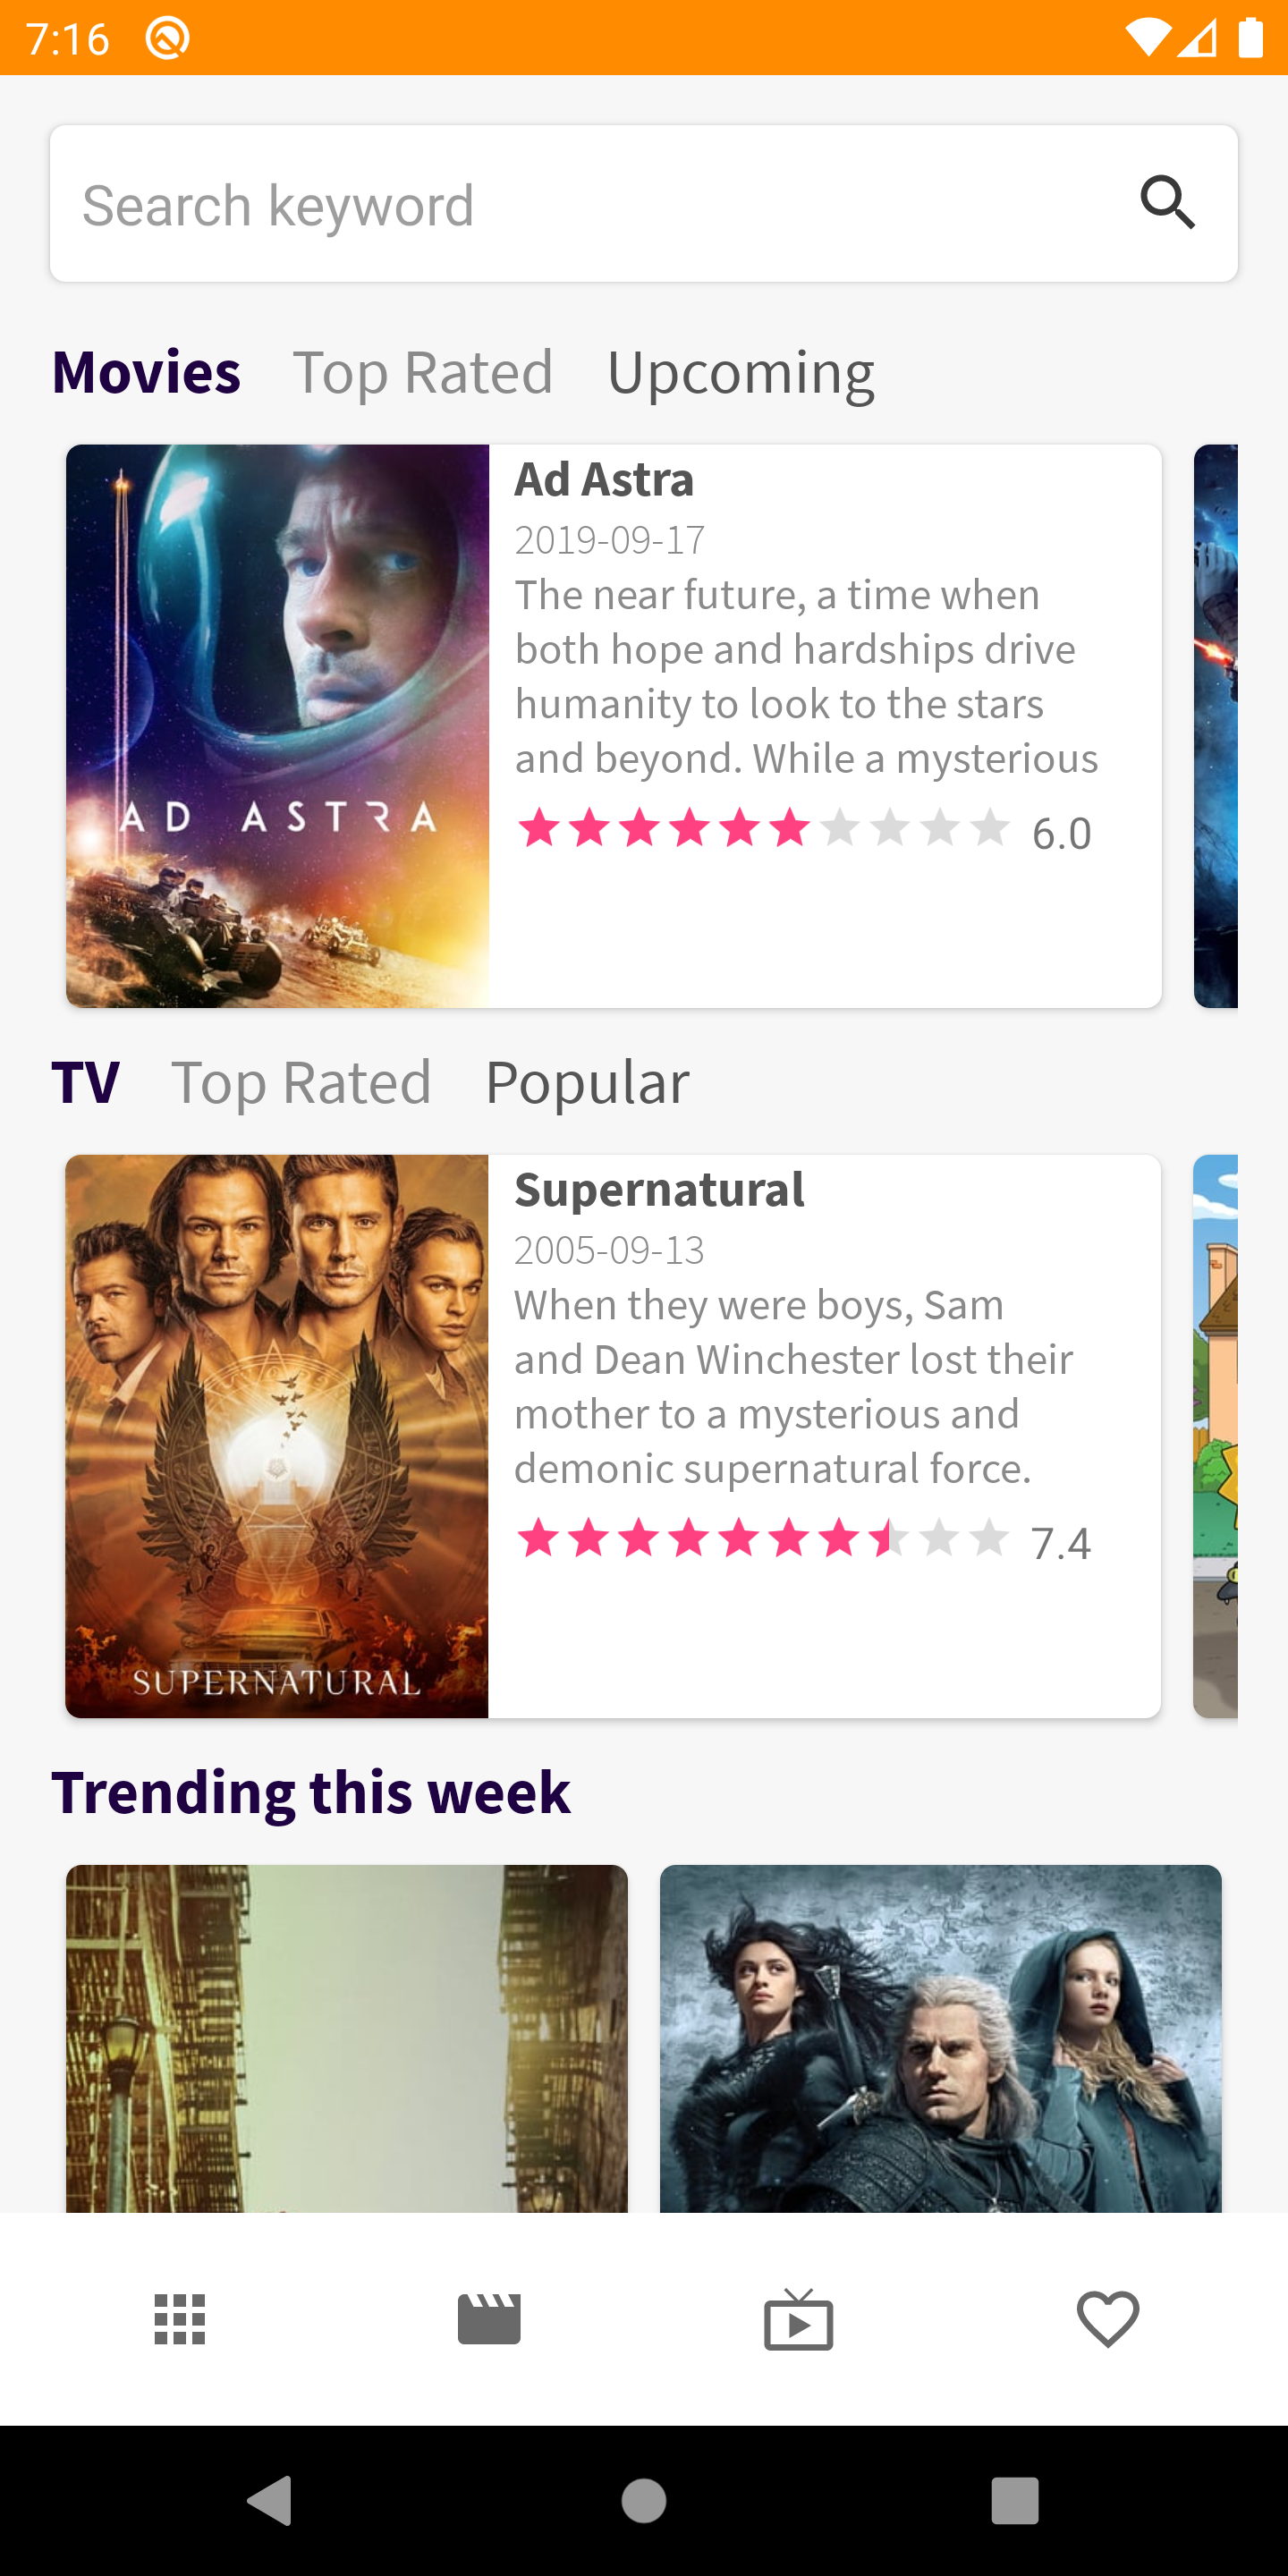 7:16
Search keyword
Movies Top Rated Upcoming
AD ASTRA
Ad Astra
2019-09-17
The near future, a time when
both hope and hardships drive
humanity to look to the stars
and beyond. While a mysterious
6.0
TV Top Rated Popular
SUPERNATURAL
Supernatural
2005-09-13
When they were boys, Sam
and Dean Winchester lost their
mother to a mysterious and
demonic supernatural force.
7.4
Trending this week